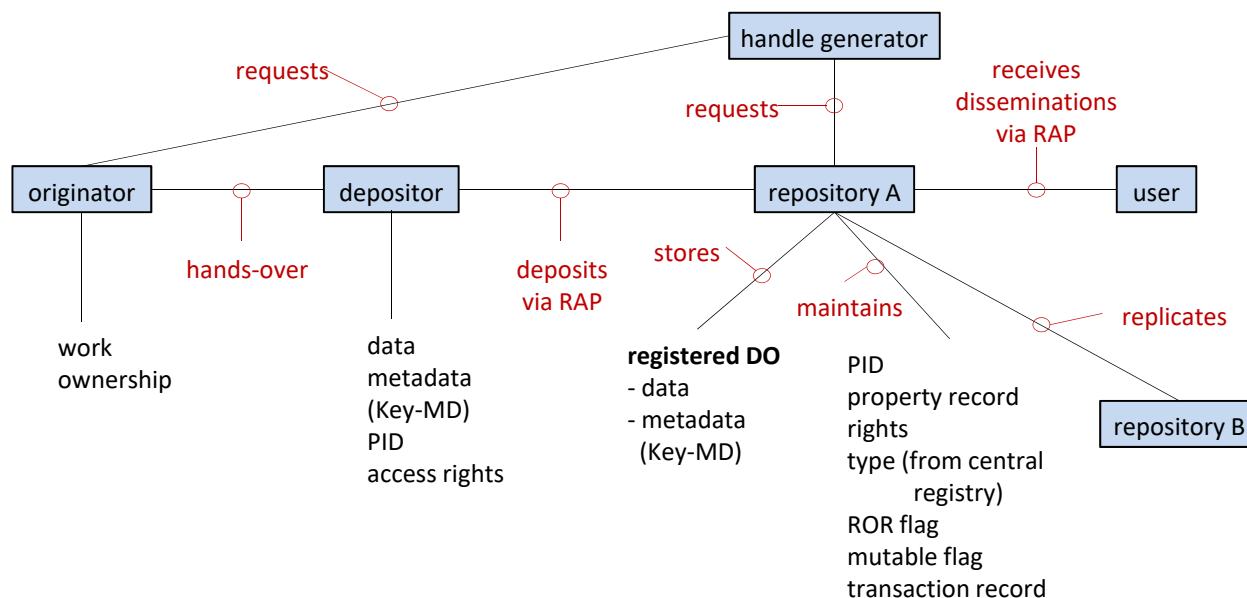 handle generator
requests
receives
disseminations
via RAP
requests
originator
depositor
repository A
user
hands-over
deposits
via RAP
stores
maintains
replicates
work
ownership
data
metadata
(Key-MD)
PID
access rights
registered DO
- data
- metadata
(Key-MD)
PID
property record
rights
type (from central
registry)
ROR flag
mutable flag
transaction record
repository B